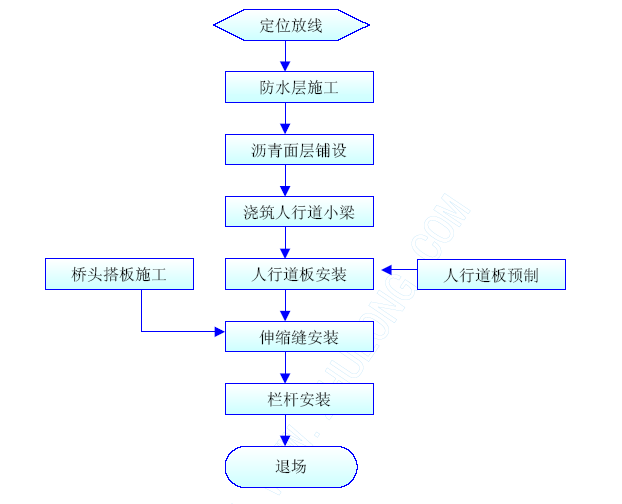 定位放线
防水层施工
沥青面层铺设
浇筑人行道小梁
桥头搭板施工
人行道板安装
人行道板预制
伸缩缝安装
栏杆安装
退场